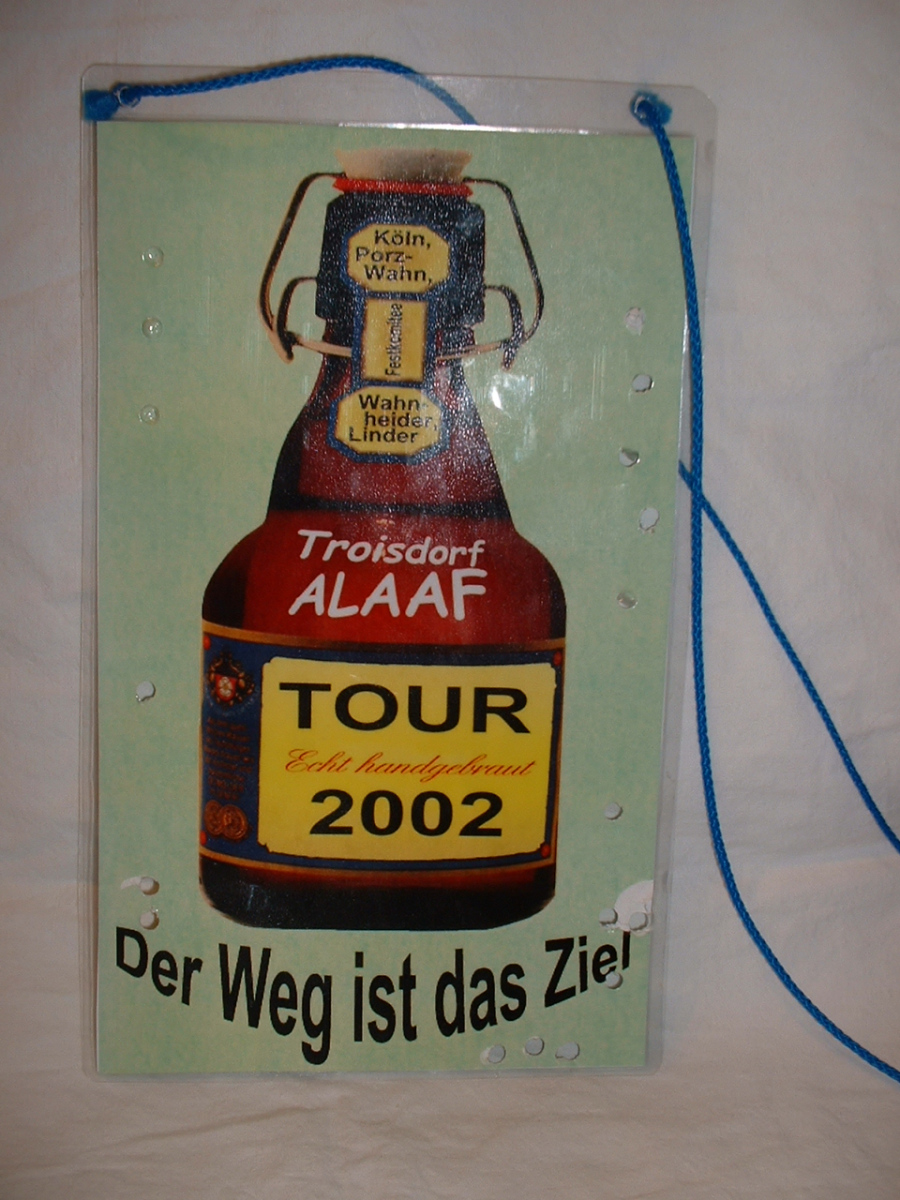 Köln,
Porz-
Wahn,
Festkomitee
Wahn-
heider,
Linder
Troisdorf
ALAAF
TOUR
Echt handgebraut
2002
Der Weg ist das Ziel